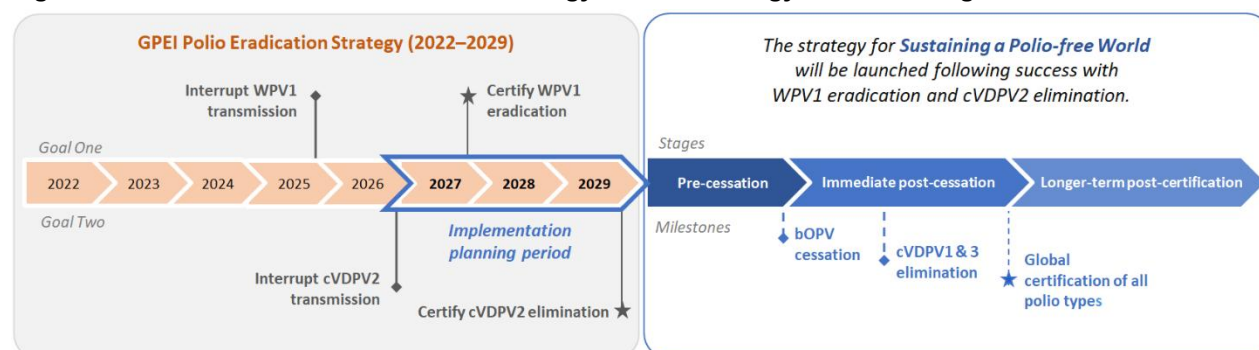 GPEI Polio Eradication Strategy (2022–2029)
Interrupt WPV1
transmission
Certify WPV1
eradication
Goal One
2022
2023
2024
2025
2026
2027
2028
2029
Goal Two
Implementation
planning period
Interrupt cVDPV2
transmission
Certify cVDPV2 elimination
The strategy for Sustaining a Polio-free World
will be launched following success with
WPV1 eradication and cVDPV2 elimination.
Stages
Pre-cessation
Immediate post-cessation
Longer-term post-certification
Milestones
bOPV
cessation
cVDPV1 & 3
elimination
Global
certification of all
polio types